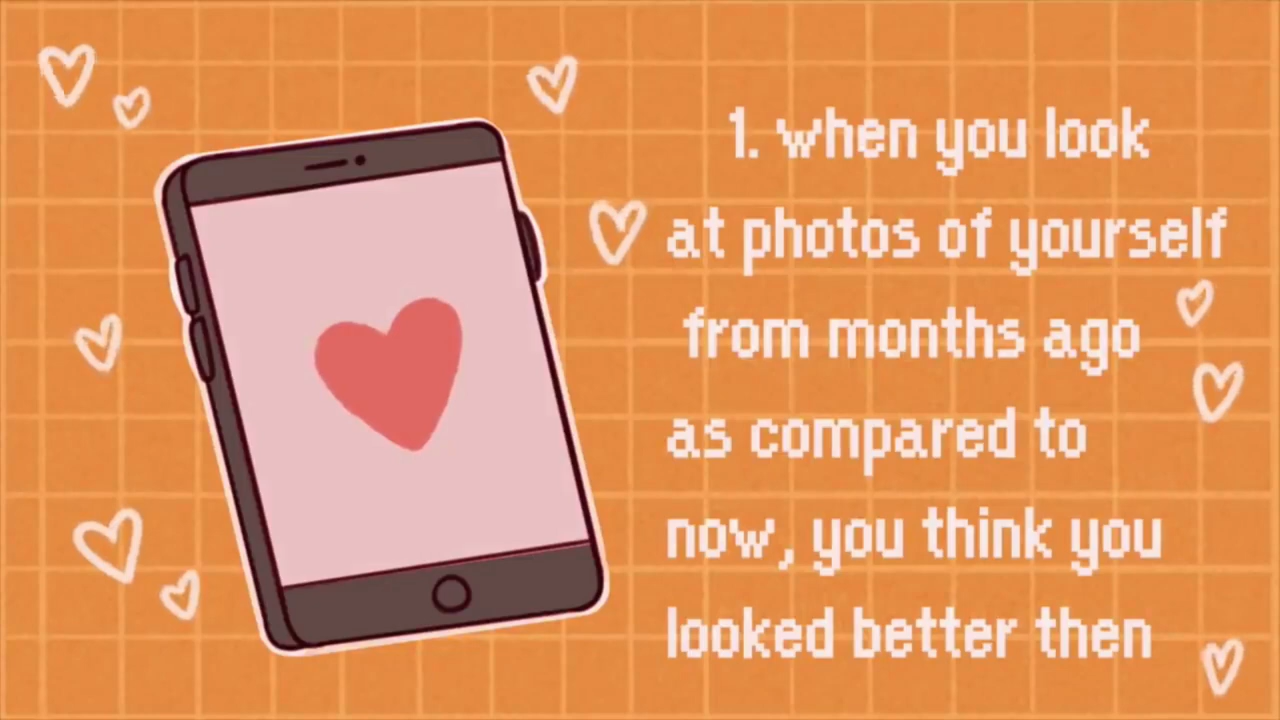 1. when you look
at photos of yourself
from months ago
as compared to
now, you think you
looked better then